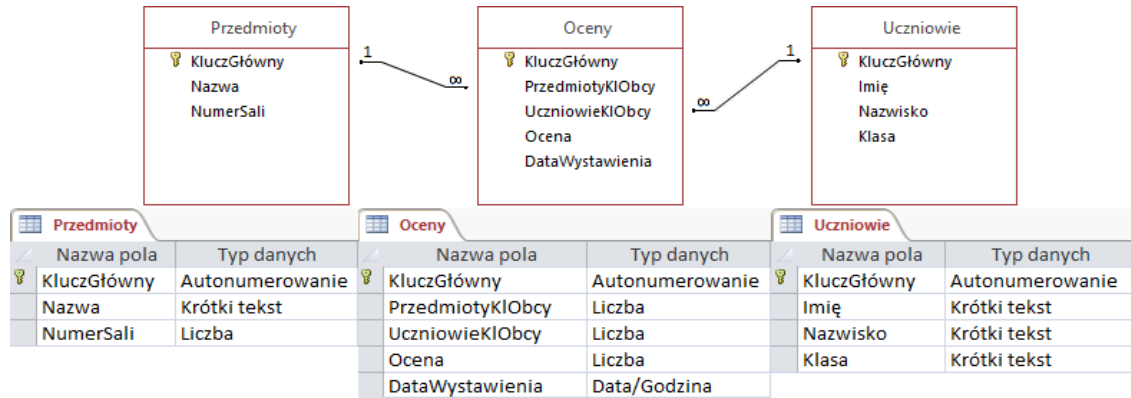 Przedmioty
KluczGłówny
Nazwa
NumerSali
1
∞
Oceny
KluczGłówny
PrzedmiotyKlObcy
UczniowieKlObcy
Ocena
DataWystawienia
∞
1
Uczniowie
KluczGłówny
Imię
Nazwisko
Klasa
Przedmioty
Nazwa pola Typ danych
KluczGłówny Autonumerowanie
Nazwa Krótki tekst
NumerSali Liczba
Oceny
Nazwa pola Typ danych
KluczGłówny Autonumerowanie
PrzedmiotyKlObcy Liczba
UczniowieKlObcy Liczba
Ocena Liczba
DataWystawienia Data/Godzina
Uczniowie
Nazwa pola Typ danych
KluczGłówny Autonumerowanie
Imię Krótki tekst
Nazwisko Krótki tekst
Klasa Krótki tekst